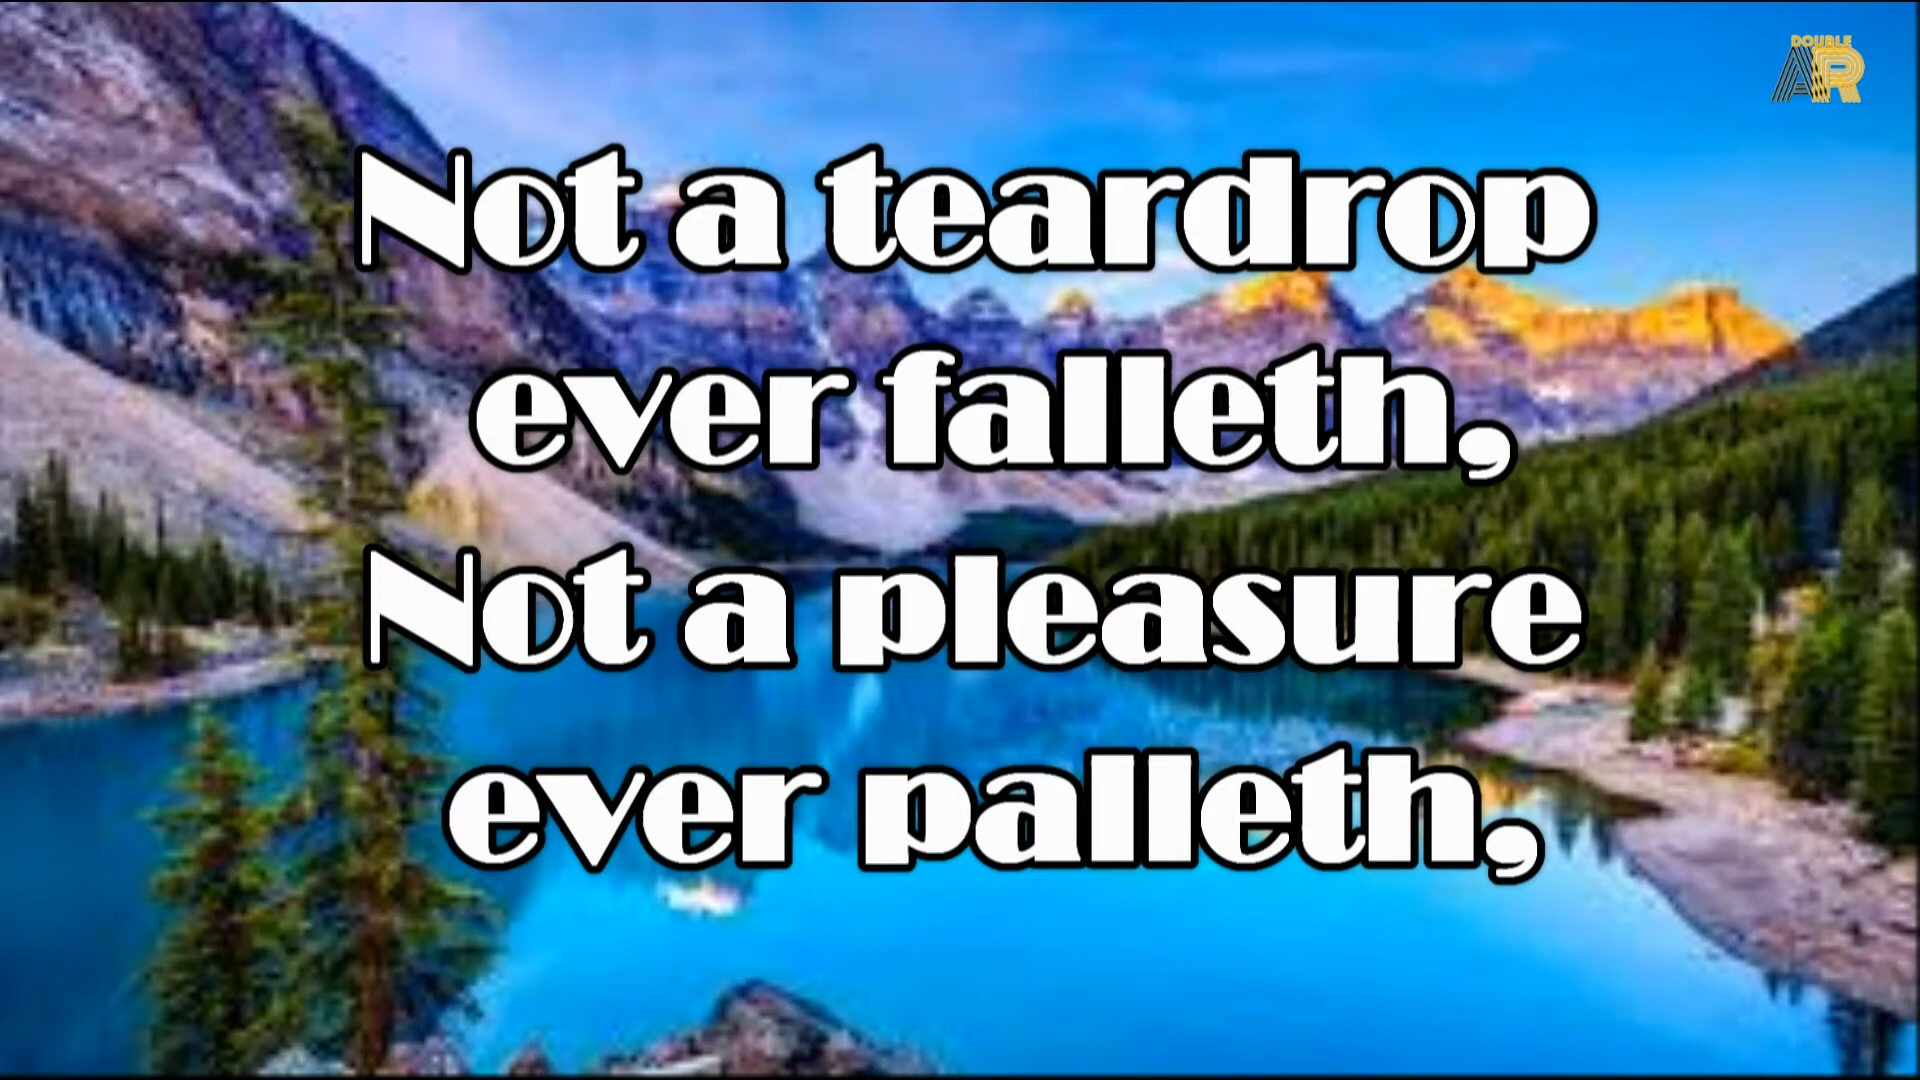 DOUBLE
AR
Not a teardrop
ever falleth,
Not a pleasure
ever palleth,